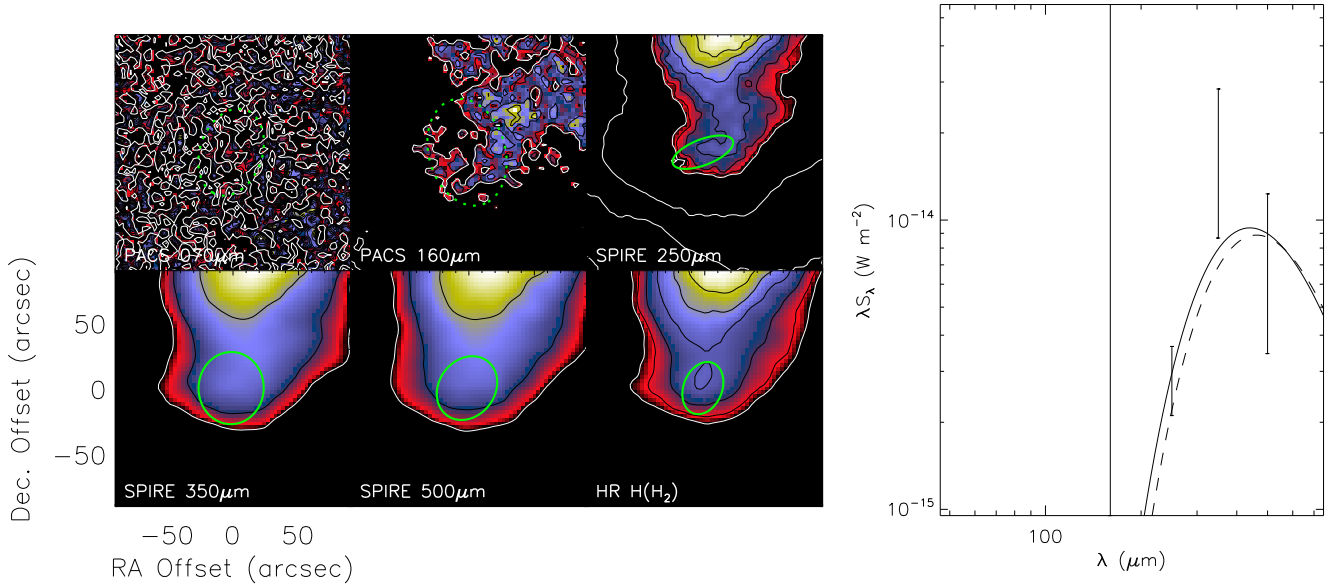 PACS 070μm
PACS 160μm
SPIRE 250μm
SPIRE 350μm
SPIRE 500μm
HR H(H₂)
Dec. Offset (arcsec)
50
0
−50
−50 0 50
RA Offset (arcsec)
λS_λ (W m⁻²)
10⁻¹⁴
10⁻¹⁵
100
λ (μm)